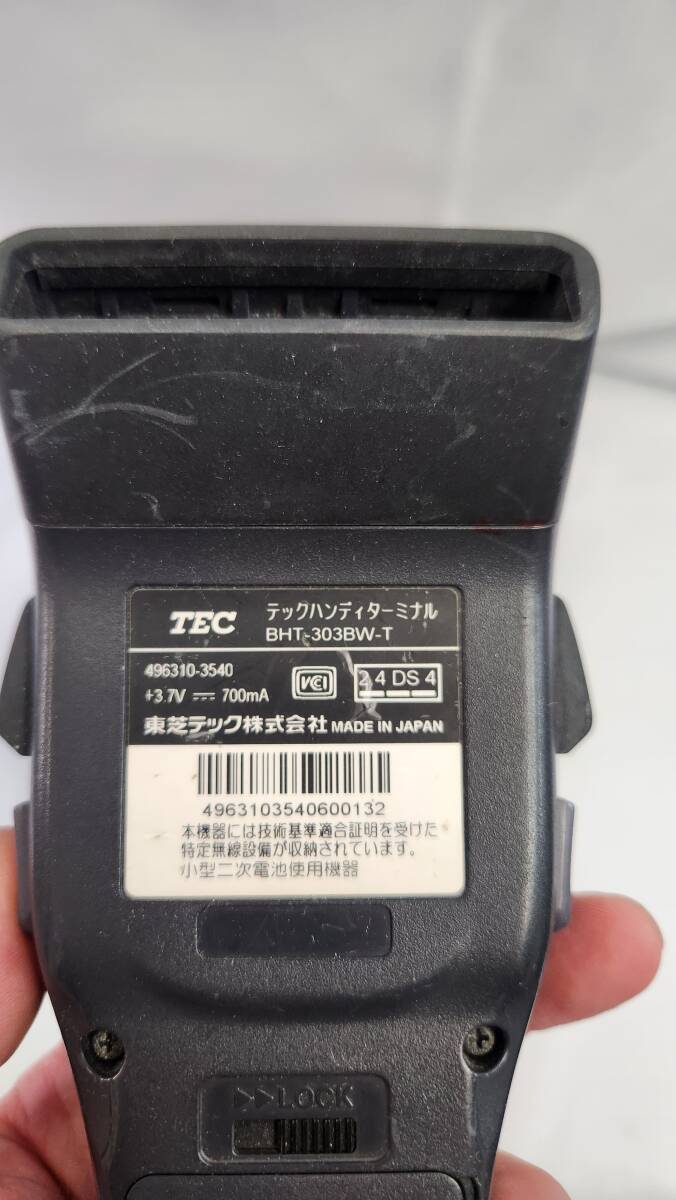 TEC テックハンディターミナル
BHT-303BW-T
496310-3540
+3.7V 700mA
VCI
2.4 DS 4
東芝テック株式会社 MADE IN JAPAN
4963103540600132
本機器には技術基準適合証明を受けた
特定無線設備が収納されています。
小型二次電池使用機器
▷▷LOCK